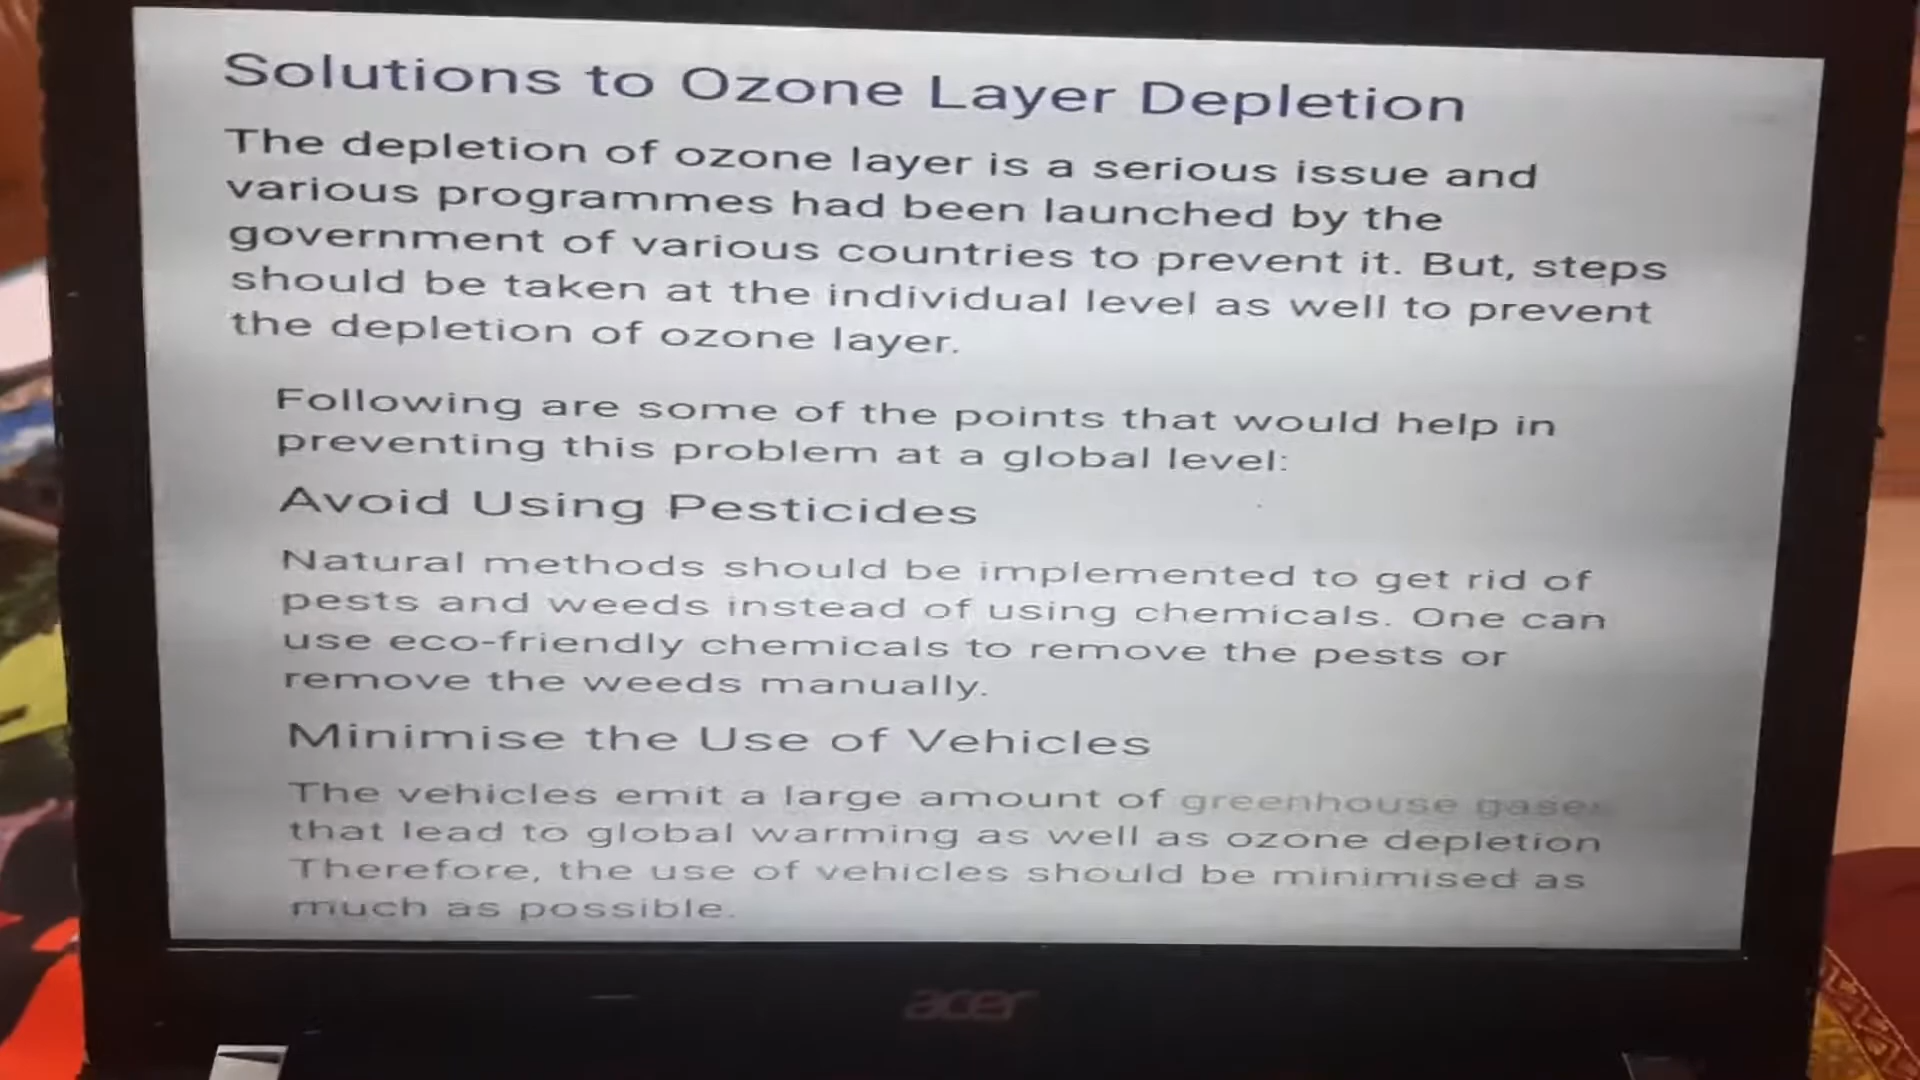 Solutions to Ozone Layer Depletion
The depletion of ozone layer is a serious issue and
various programmes had been launched by the
government of various countries to prevent it. But, steps
should be taken at the individual level as well to prevent
the depletion of ozone layer.
Following are some of the points that would help in
preventing this problem at a global level:
Avoid Using Pesticides
Natural methods should be implemented to get rid of
pests and weeds instead of using chemicals. One can
use eco-friendly chemicals to remove the pests or
remove the weeds manually.
Minimise the Use of Vehicles
The vehicles emit a large amount of greenhouse gases
that lead to global warming as well as ozone depletion
Therefore, the use of vehicles should be minimised as
much as possible.
acer